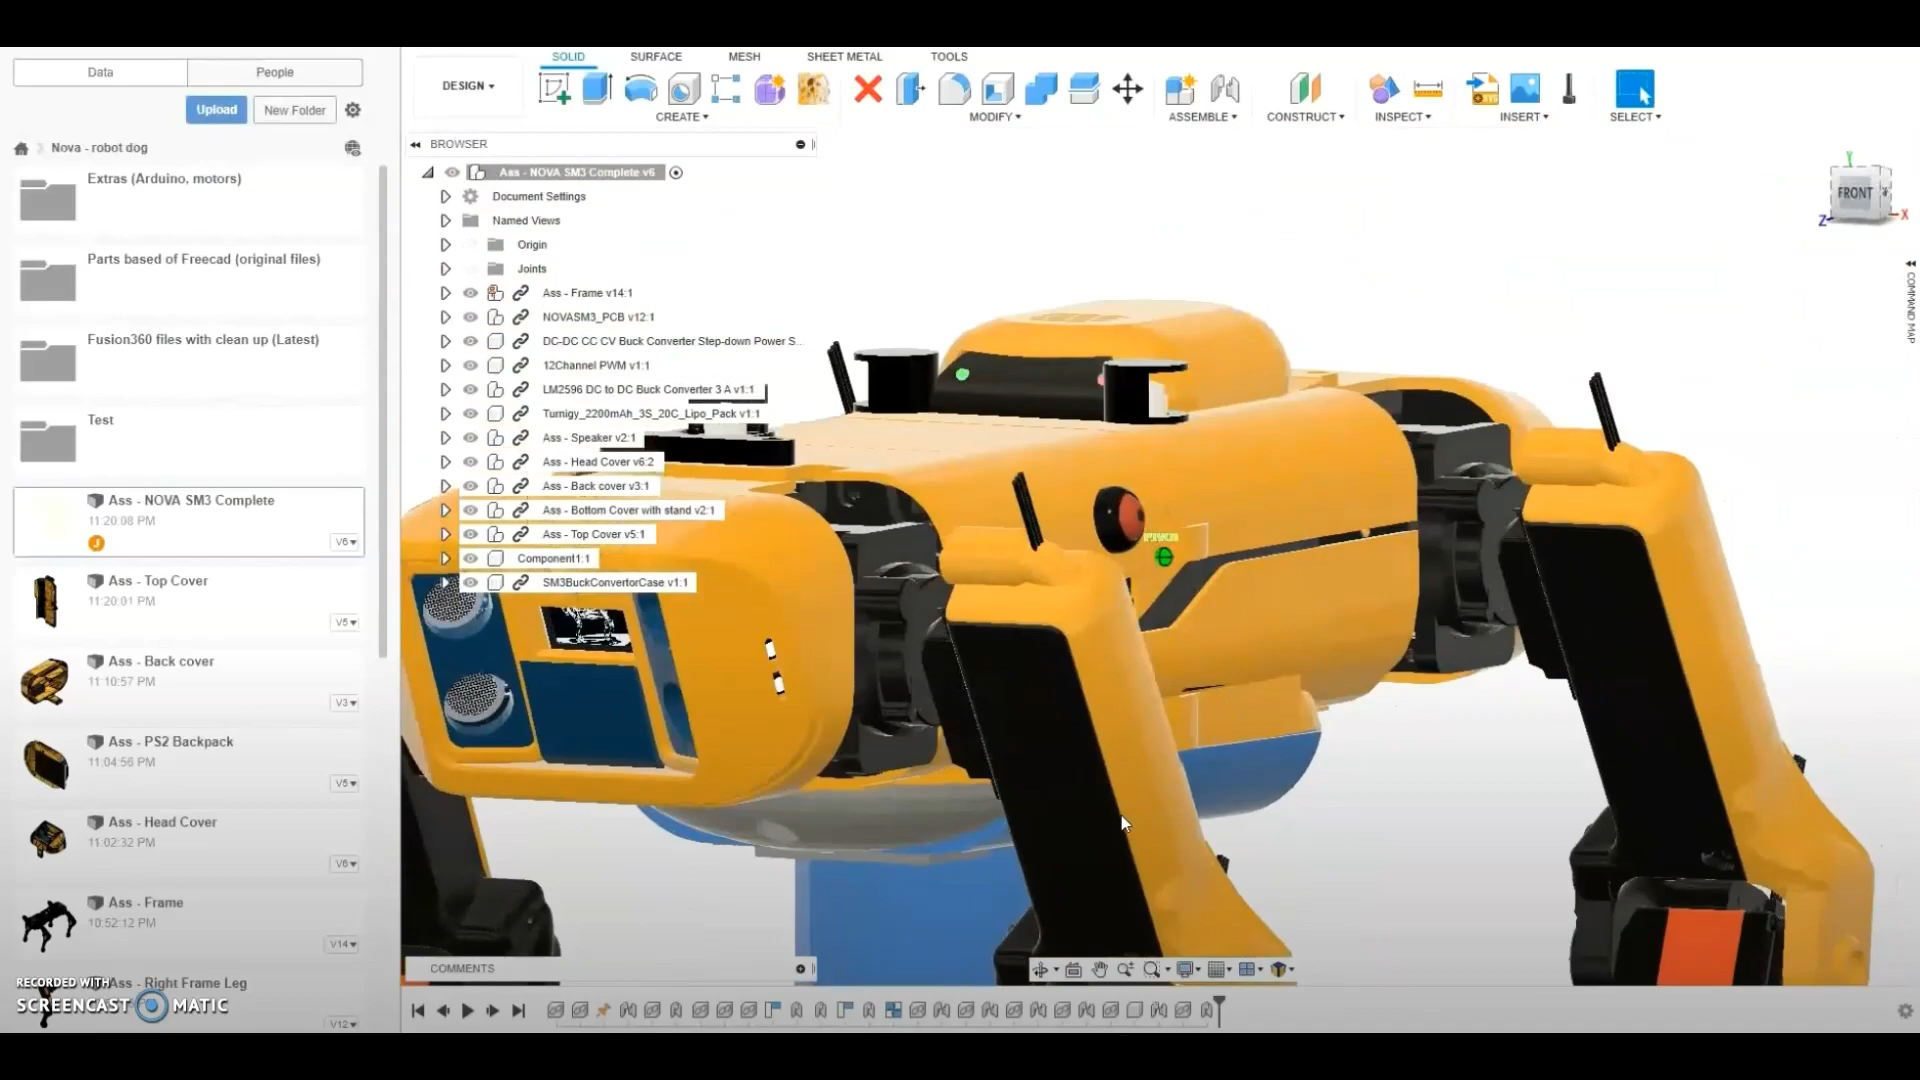 Data
People
Upload
New Folder
Nova - robot dog
Extras (Arduino, motors)
Parts based of Freecad (original files)
Fusion360 files with clean up (Latest)
Test
Ass - NOVA SM3 Complete
11:20:08 PM
J
V6
Ass - Top Cover
11:20:01 PM
V5
Ass - Back cover
11:10:57 PM
V3
Ass - PS2 Backpack
11:04:56 PM
V5
Ass - Head Cover
11:02:32 PM
V6
Ass - Frame
10:52:12 PM
V14
Ass - Right Frame Leg
V12
RECORDED WITH
SCREENCAST MATIC
SOLID
SURFACE
MESH
SHEET METAL
TOOLS
DESIGN
CREATE
MODIFY
ASSEMBLE
CONSTRUCT
INSPECT
INSERT
SELECT
BROWSER
Ass - NOVA SM3 Complete v6
Document Settings
Named Views
Origin
Joints
Ass - Frame v14:1
NOVASM3_PCB v12:1
DC-DC CC CV Buck Converter Step-down Power S...
12Channel PWM v1:1
LM2596 DC to DC Buck Converter 3 A v1:1
Turnigy_2200mAh_3S_20C_Lipo_Pack v1:1
Ass - Speaker v2:1
Ass - Head Cover v6:2
Ass - Back cover v3:1
Ass - Bottom Cover with stand v2:1
Ass - Top Cover v5:1
Component1:1
SM3BuckConvertorCase v1:1
Y
FRONT
Z
X
COMMAND MAP
COMMENTS